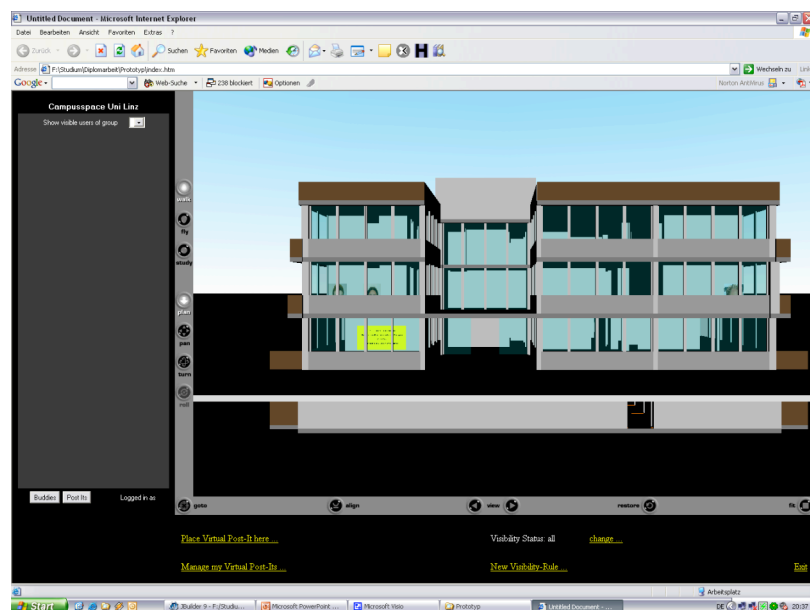 Untitled Document - Microsoft Internet Explorer
Datei Bearbeiten Ansicht Favoriten Extras ?
Zurück Suchen Favoriten Medien
Adresse F:\Studium\Diplomarbeit\Prototyp\index.htm Wechseln zu Link
Google Web-Suche 238 blockiert Optionen Norton AntiVirus
Campusspace Uni Linz
Show visible users of group
walk
fly
study
plan
pan
turn
roll
Buddies Post Its Logged in as
goto align view restore fit
Place Virtual Post-It here ... Visibility Status: all change ...
Manage my Virtual Post-Its ... New Visibility-Rule ... Exit
Arbeitsplatz
Start JBuilder 9 - F:/Studiu... Microsoft PowerPoint ... Microsoft Visio Prototyp Untitled Document - ... DE 20:37